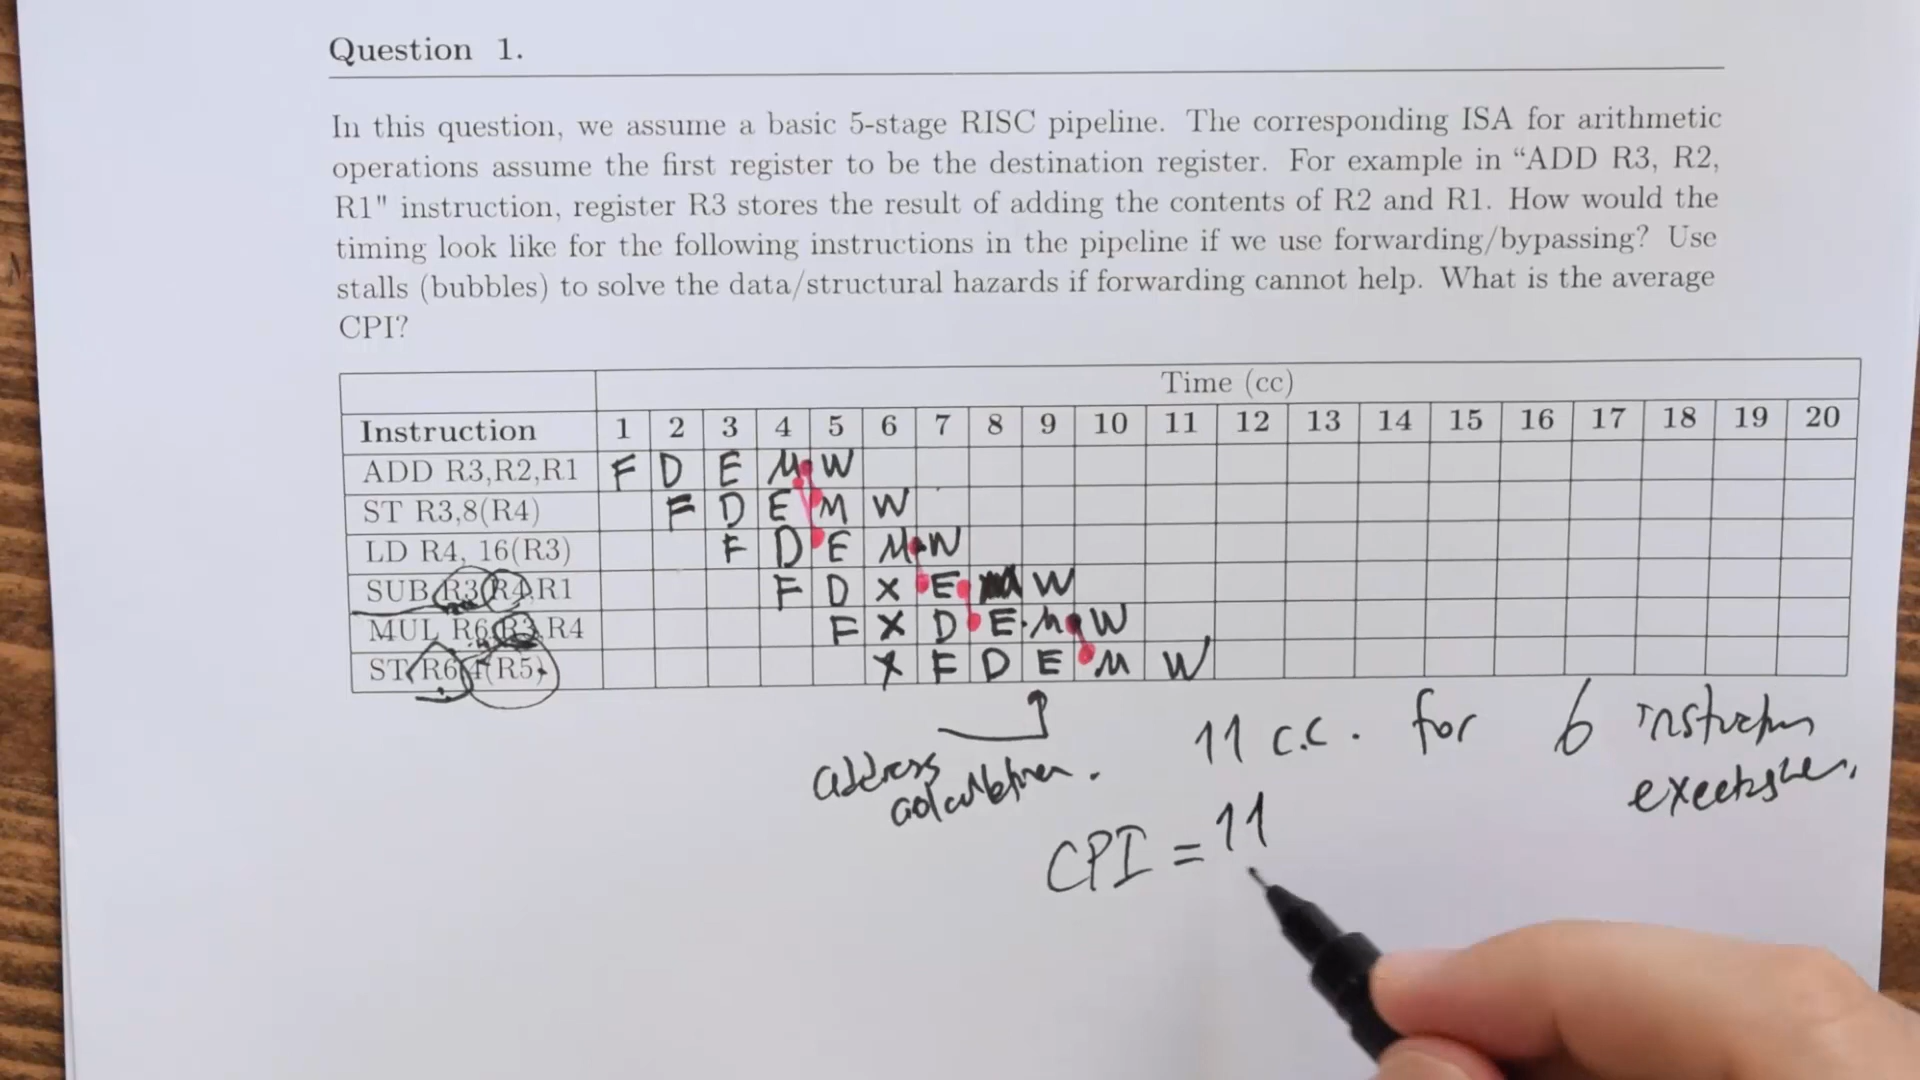 Question 1.
In this question, we assume a basic 5-stage RISC pipeline. The corresponding ISA for arithmetic
operations assume the first register to be the destination register. For example in “ADD R3, R2,
R1" instruction, register R3 stores the result of adding the contents of R2 and R1. How would the
timing look like for the following instructions in the pipeline if we use forwarding/bypassing? Use
stalls (bubbles) to solve the data/structural hazards if forwarding cannot help. What is the average
CPI?
Time (cc)
Instruction 1 2 3 4 5 6 7 8 9 10 11 12 13 14 15 16 17 18 19 20
ADD R3,R2,R1 F D E M W
ST R3,8(R4) F D E M W
LD R4, 16(R3) F D E M W
SUB R3,R4,R1 F D X E M W
MUL R6,R3,R4 F X D E M W
ST R6,4(R5) X F D E M W
address
11 c.c. for 6
CPI = 11